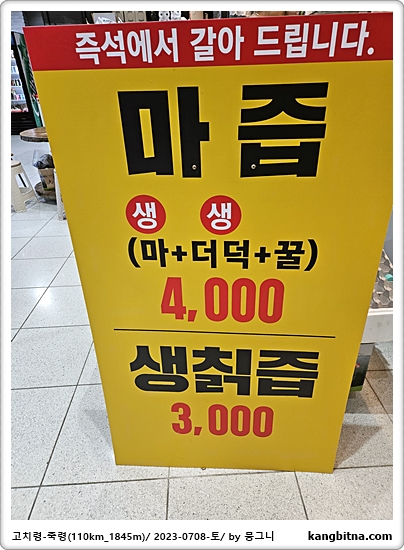 즉석에서 갈아 드립니다.
마 즙
생 생
(마+더덕+꿀)
4,000
생칡즙
3,000
고치령-죽령(110km_1845m)/ 2023-0708-토/ by 뭉그니
kangbitna.com